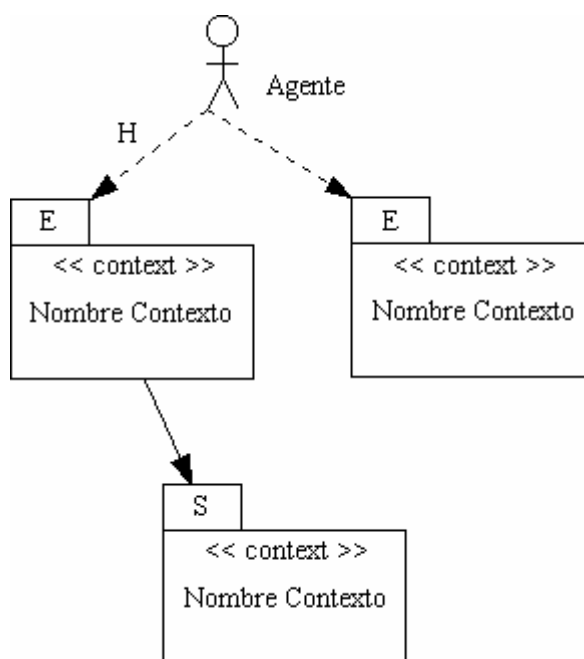 Agente
H
E
<< context >>
Nombre Contexto
E
<< context >>
Nombre Contexto
S
<< context >>
Nombre Contexto